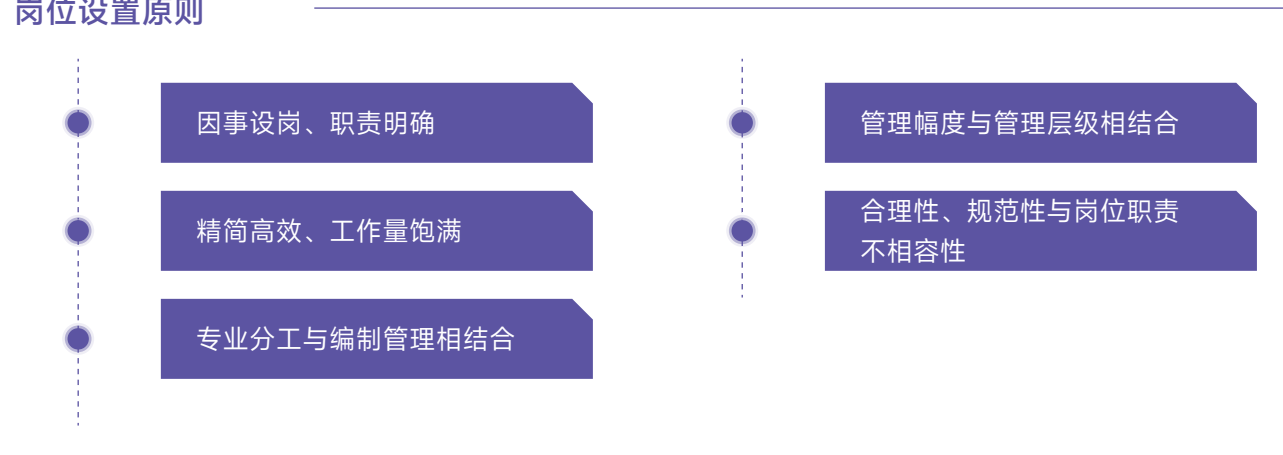 岗位设置原则
因事设岗、职责明确
精简高效、工作量饱满
专业分工与编制管理相结合
管理幅度与管理层级相结合
合理性、规范性与岗位职责
不相容性